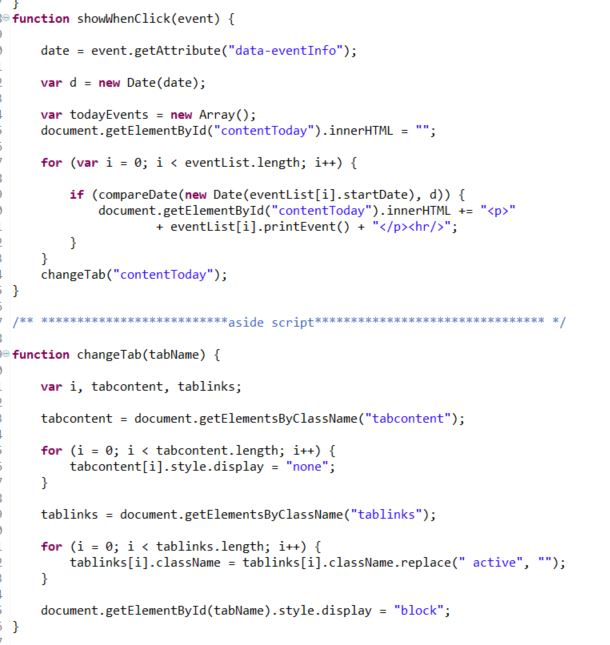 }
function showWhenClick(event) {
date = event.getAttribute("data-eventInfo");
var d = new Date(date);
var todayEvents = new Array();
document.getElementById("contentToday").innerHTML = "";
for (var i = 0; i < eventList.length; i++) {
if (compareDate(new Date(eventList[i].startDate), d)) {
document.getElementById("contentToday").innerHTML += "<p>"
+ eventList[i].printEvent() + "</p><hr/>";
}
}
changeTab("contentToday");
}
/** **************************aside script******************************** */
function changeTab(tabName) {
var i, tabcontent, tablinks;
tabcontent = document.getElementsByClassName("tabcontent");
for (i = 0; i < tabcontent.length; i++) {
tabcontent[i].style.display = "none";
}
tablinks = document.getElementsByClassName("tablinks");
for (i = 0; i < tablinks.length; i++) {
tablinks[i].className = tablinks[i].className.replace(" active", "");
}
document.getElementById(tabName).style.display = "block";
}